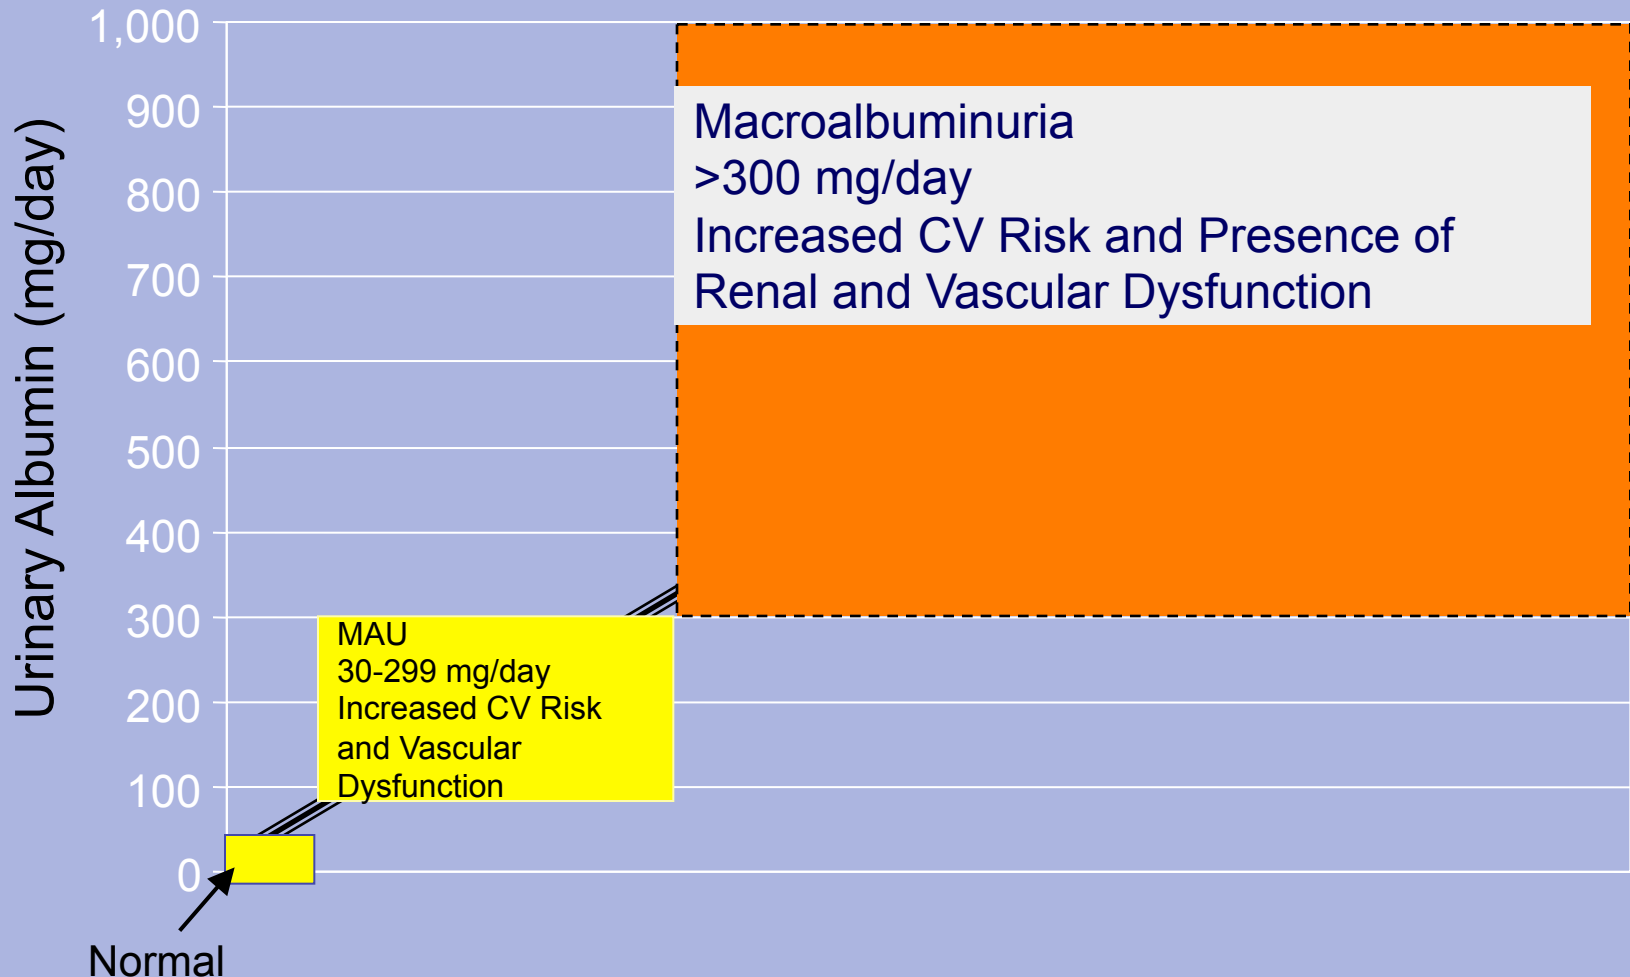 Urinary Albumin (mg/day)
1,000
900
800
700
600
500
400
300
200
100
0
Macroalbuminuria
>300 mg/day
Increased CV Risk and Presence of
Renal and Vascular Dysfunction
MAU
30-299 mg/day
Increased CV Risk
and Vascular
Dysfunction
Normal